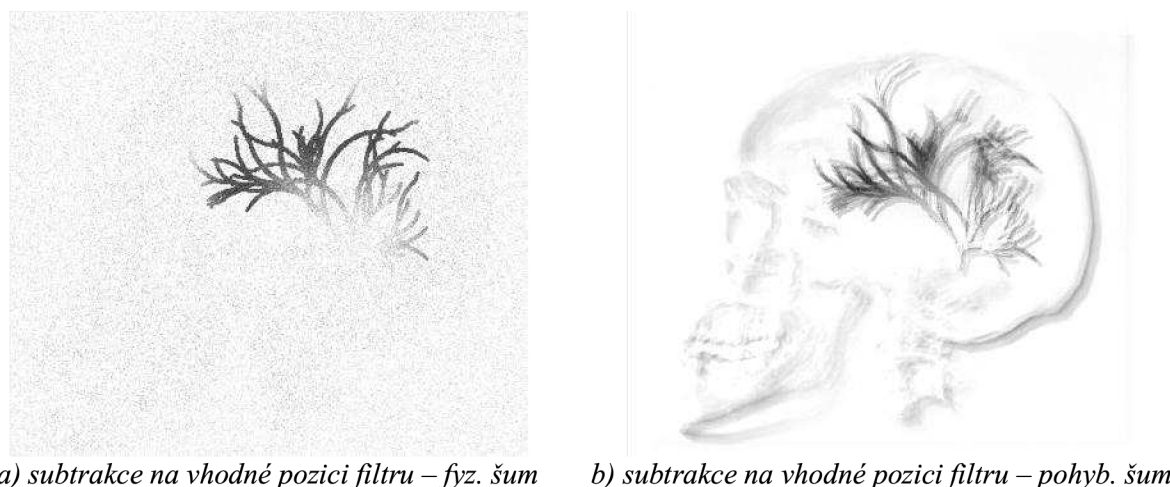 a) subtrakce na vhodné pozici filtru – fyz. šum
b) subtrakce na vhodné pozici filtru – pohyb. šum